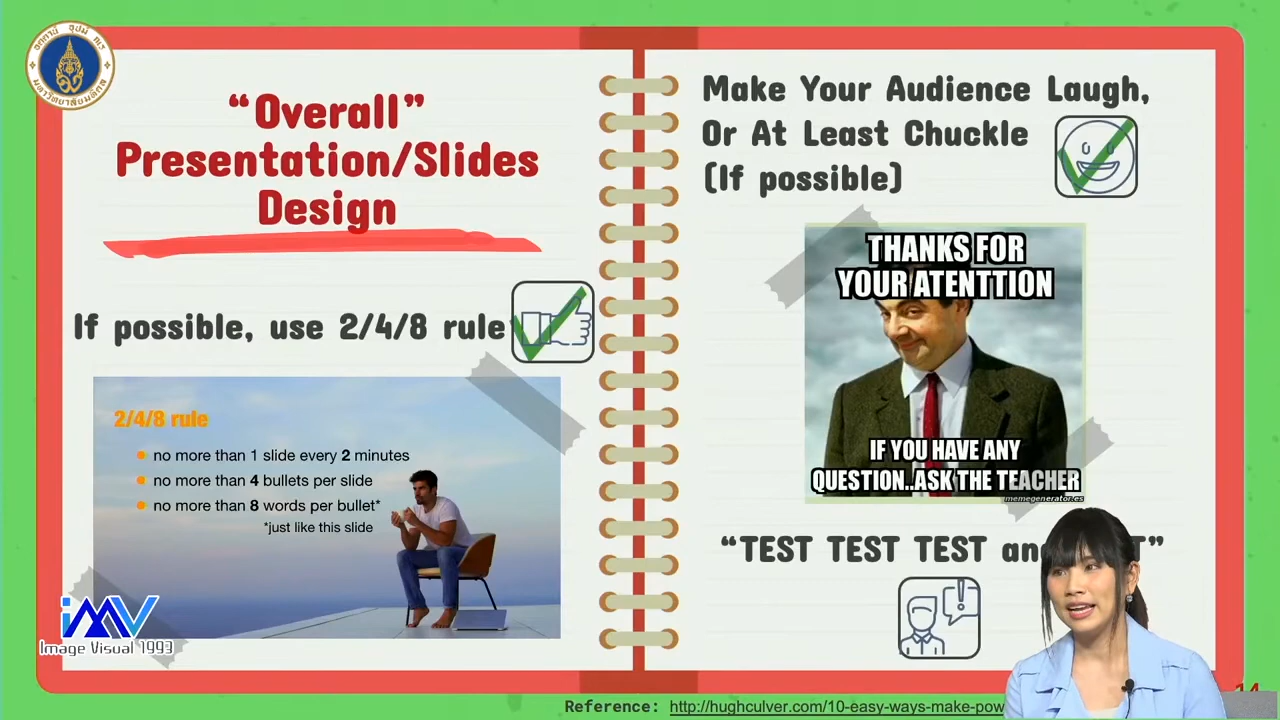 “Overall”
Presentation/Slides
Design
If possible, use 2/4/8 rule
2/4/8 rule
no more than 1 slide every 2 minutes
no more than 4 bullets per slide
no more than 8 words per bullet*
*just like this slide
iMV
Image Visual 1993
Make Your Audience Laugh,
Or At Least Chuckle
(If possible)
THANKS FOR
YOUR ATENTTION
IF YOU HAVE ANY
QUESTION..ASK THE TEACHER
memegenerator.es
“TEST TEST TEST
Reference: http://hughculver.com/10-easy-ways-make-pow
14